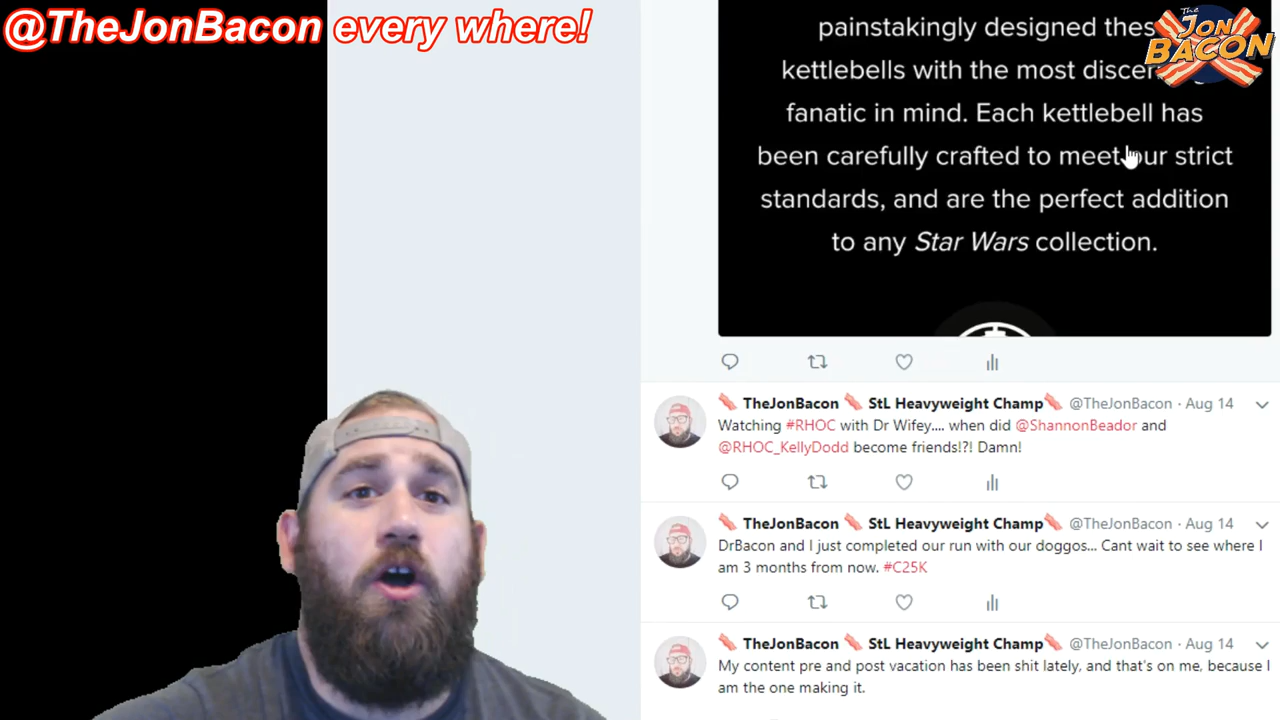 @TheJonBacon every where!
The
JON
BACON
painstakingly designed
kettlebells with the most
fanatic in mind. Each kettlebell has
been carefully crafted to meet our strict
standards, and are the perfect addition
to any Star Wars collection.
TheJonBacon StL Heavyweight Champ @TheJonBacon · Aug 14
Watching #RHOC with Dr Wifey.... when did @ShannonBeador and
@RHOC_KellyDodd become friends!?! Damn!
TheJonBacon StL Heavyweight Champ @TheJonBacon · Aug 14
DrBacon and I just completed our run with our doggos... Cant wait to see where I
am 3 months from now. #C25K
TheJonBacon StL Heavyweight Champ @TheJonBacon · Aug 14
My content pre and post vacation has been shit lately, and that's on me, because I
am the one making it.